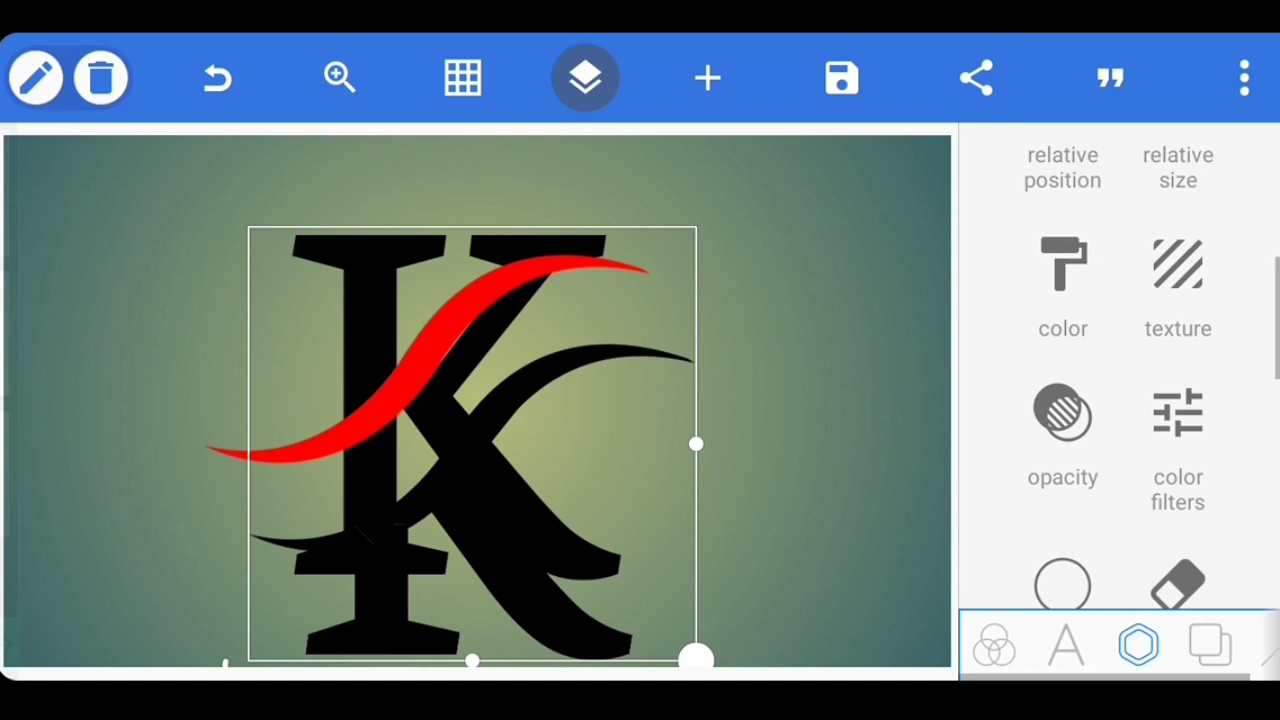 relative relative
position size
K
color texture
opacity color
filters